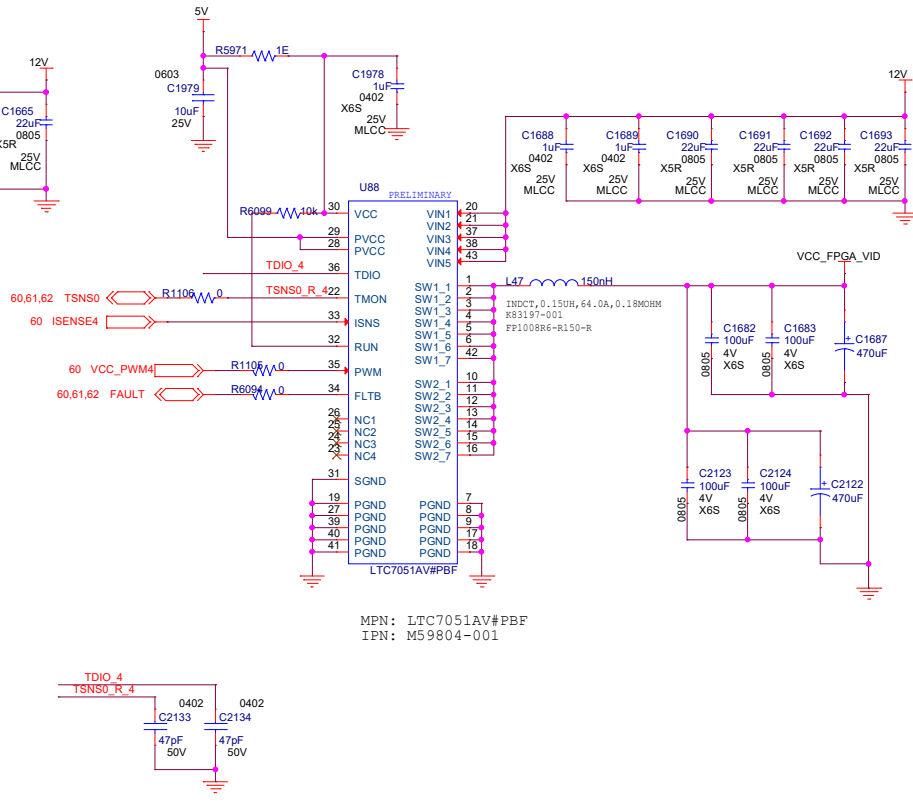 5V
R5971 1E
12V
0603
C1979
10uF
25V
C1978
1uF
0402
X6S
25V
MLCC
C1665
22uF
0805
X5R
25V
MLCC
12V
C1688
1uF
0402
X6S
25V
MLCC
C1689
1uF
0402
X6S
25V
MLCC
C1690
22uF
0805
X5R
25V
MLCC
C1691
22uF
0805
25V
MLCC
C1692
22uF
0805
X5R
25V
MLCC
C1693
22uF
0805
25V
MLCC
U88
PRELIMINARY
R6099 10k
30 VCC
29 PVCC
28 PVCC
TDIO_4 36 TDIO
60,61,62 TSNS0 R1106 0 TSNS0_R_4 22 TMON
60 ISENSE4 33 ISNS
32 RUN
60 VCC_PWM4 R1105 0 35 PWM
60,61,62 FAULT R6094 0 34 FLTB
26 NC1
25 NC2
24 NC3
23 NC4
31 SGND
19 PGND
27 PGND
39 PGND
40 PGND
41 PGND
VIN1 20
VIN2 21
VIN3 37
VIN4 38
VIN5 43
SW1_1 1
SW1_2 2
SW1_3 3
SW1_4 4
SW1_5 5
SW1_6 6
SW1_7 42
SW2_1 10
SW2_2 11
SW2_3 12
SW2_4 13
SW2_5 14
SW2_6 15
SW2_7 16
PGND 7
PGND 8
PGND 9
PGND 17
PGND 18
LTC7051AV#PBF
L47 150nH
INDCT,0.15UH,64.0A,0.18MOHM
K83197-001
FP1008R6-R150-R
VCC_FPGA_VID
C1682
100uF
4V
X6S
0805
C1683
100uF
4V
X6S
0805
+ C1687
470uF
C2123
100uF
4V
X6S
0805
C2124
100uF
4V
X6S
0805
+ C2122
470uF
MPN: LTC7051AV#PBF
IPN: M59804-001
TDIO_4
TSNS0_R_4
0402
C2133
47pF
50V
0402
C2134
47pF
50V